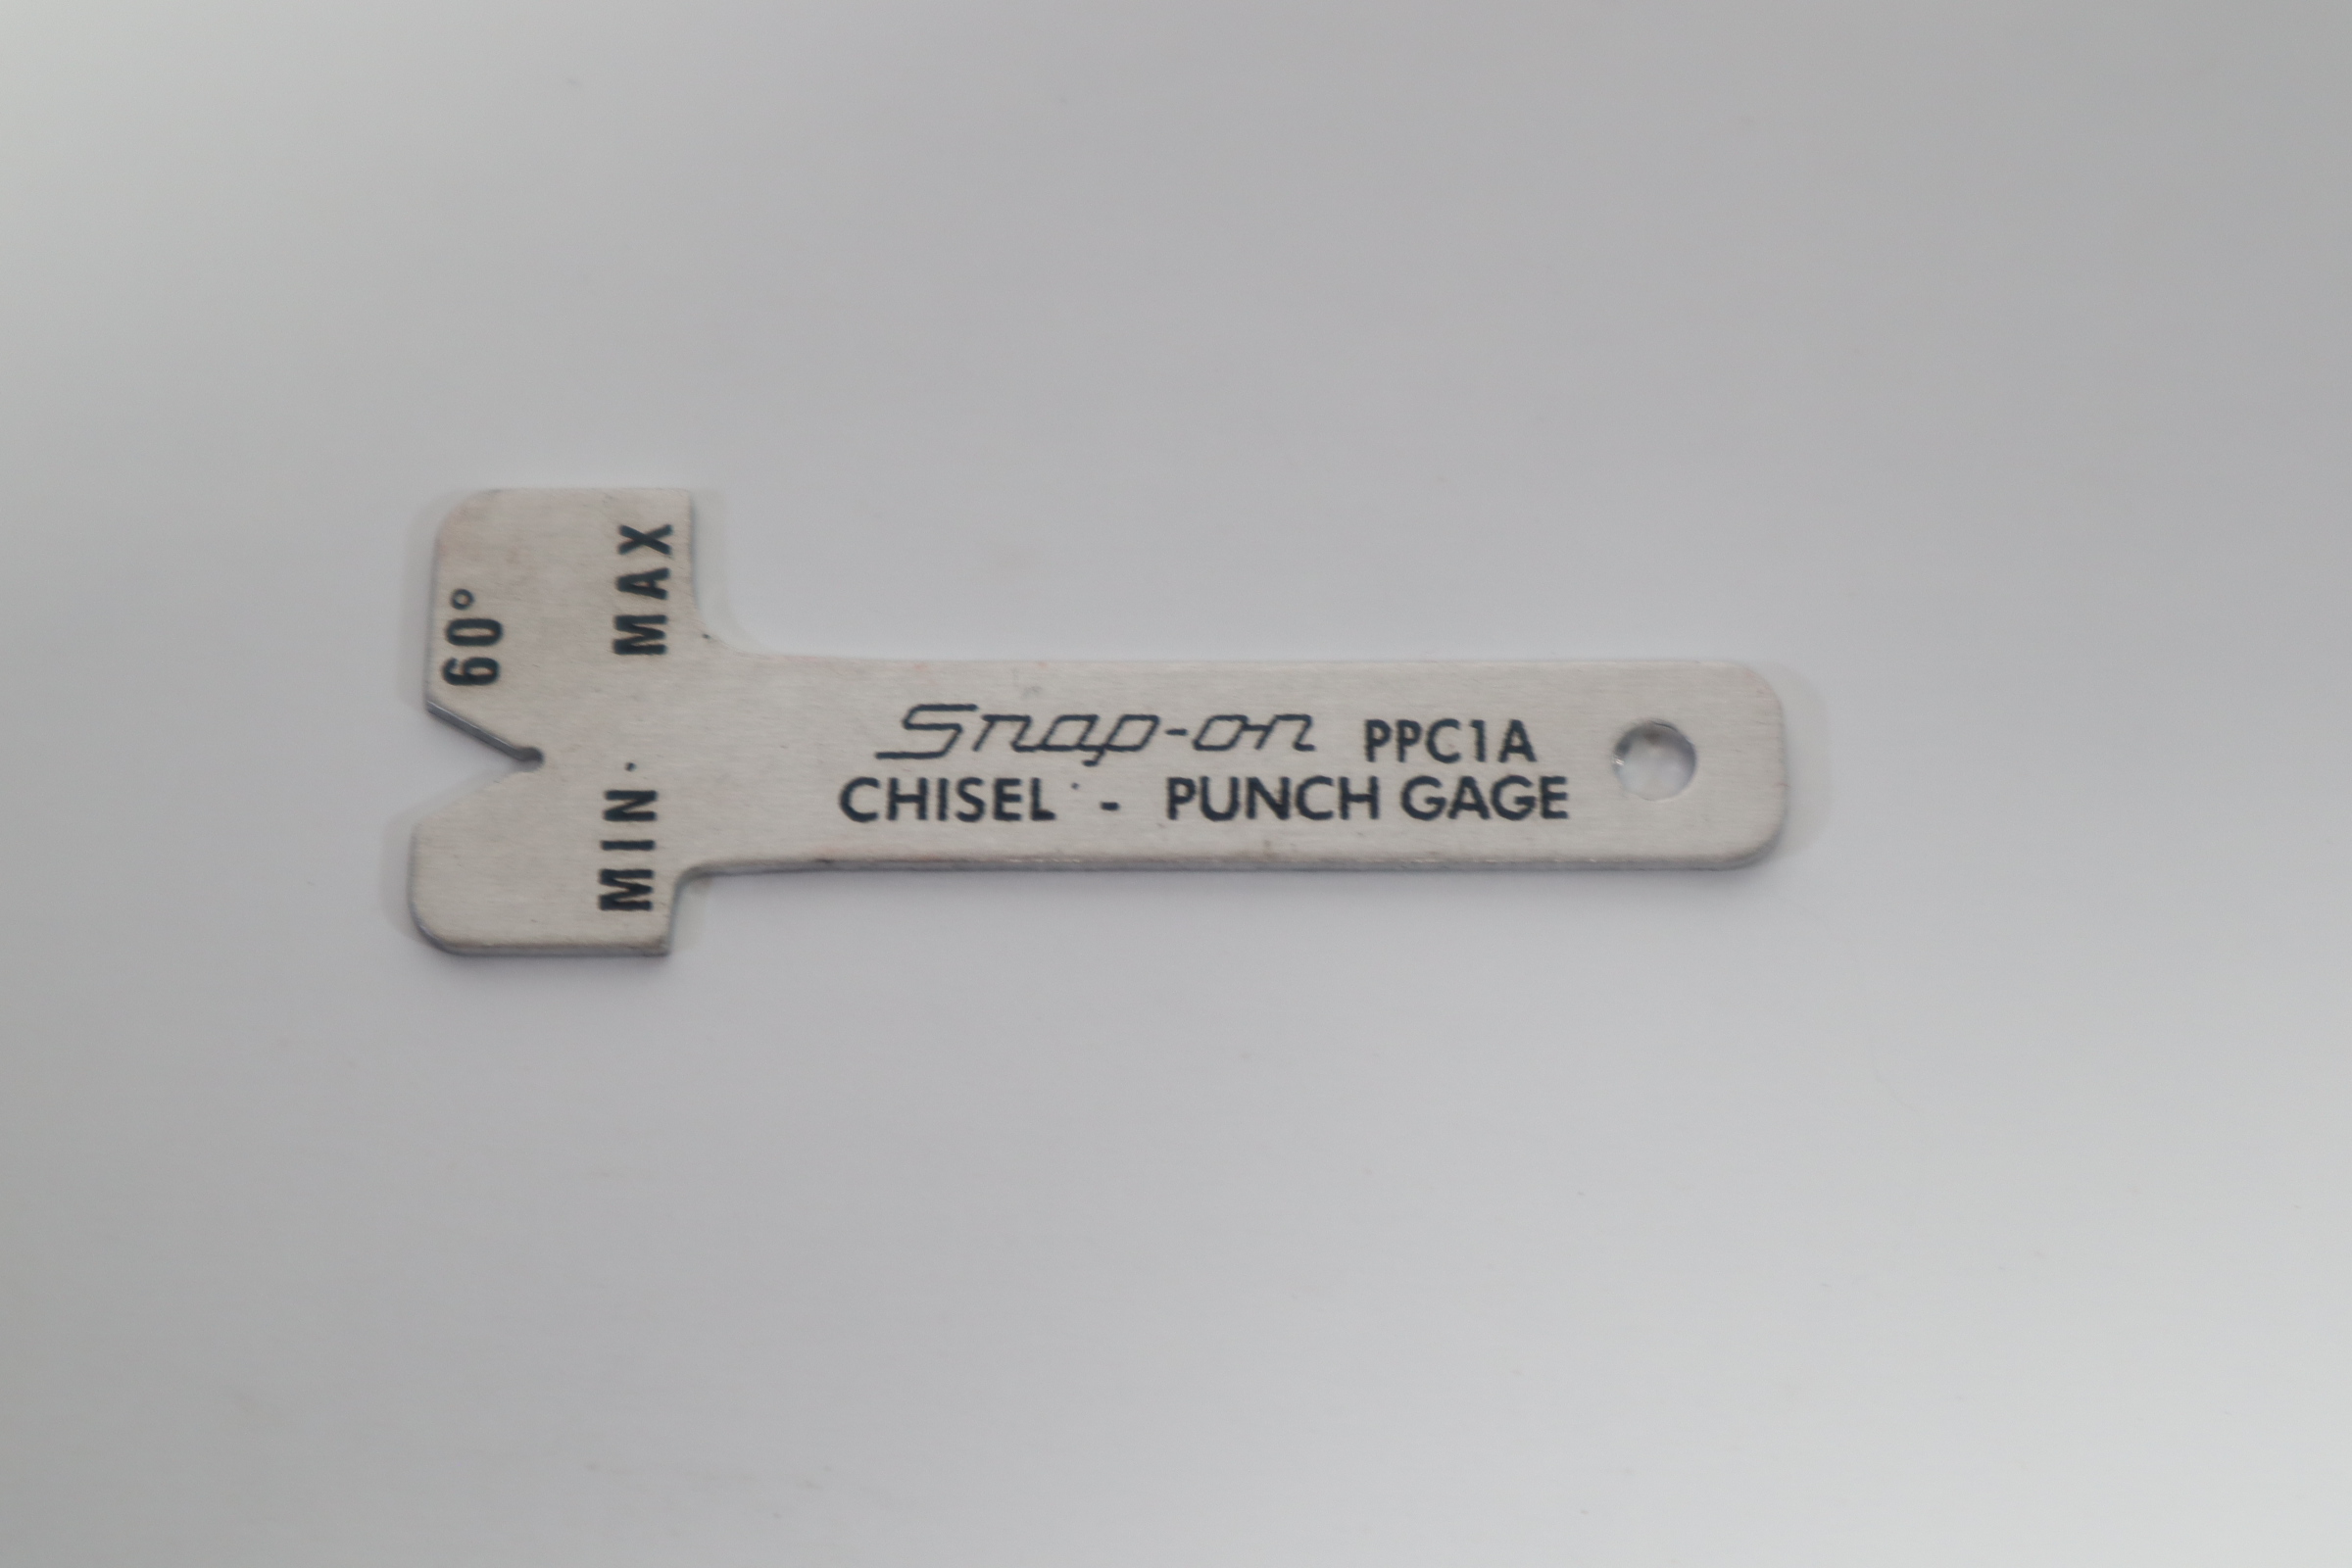 60°
MAX
MIN.
Snap-on PPC1A
CHISEL - PUNCH GAGE